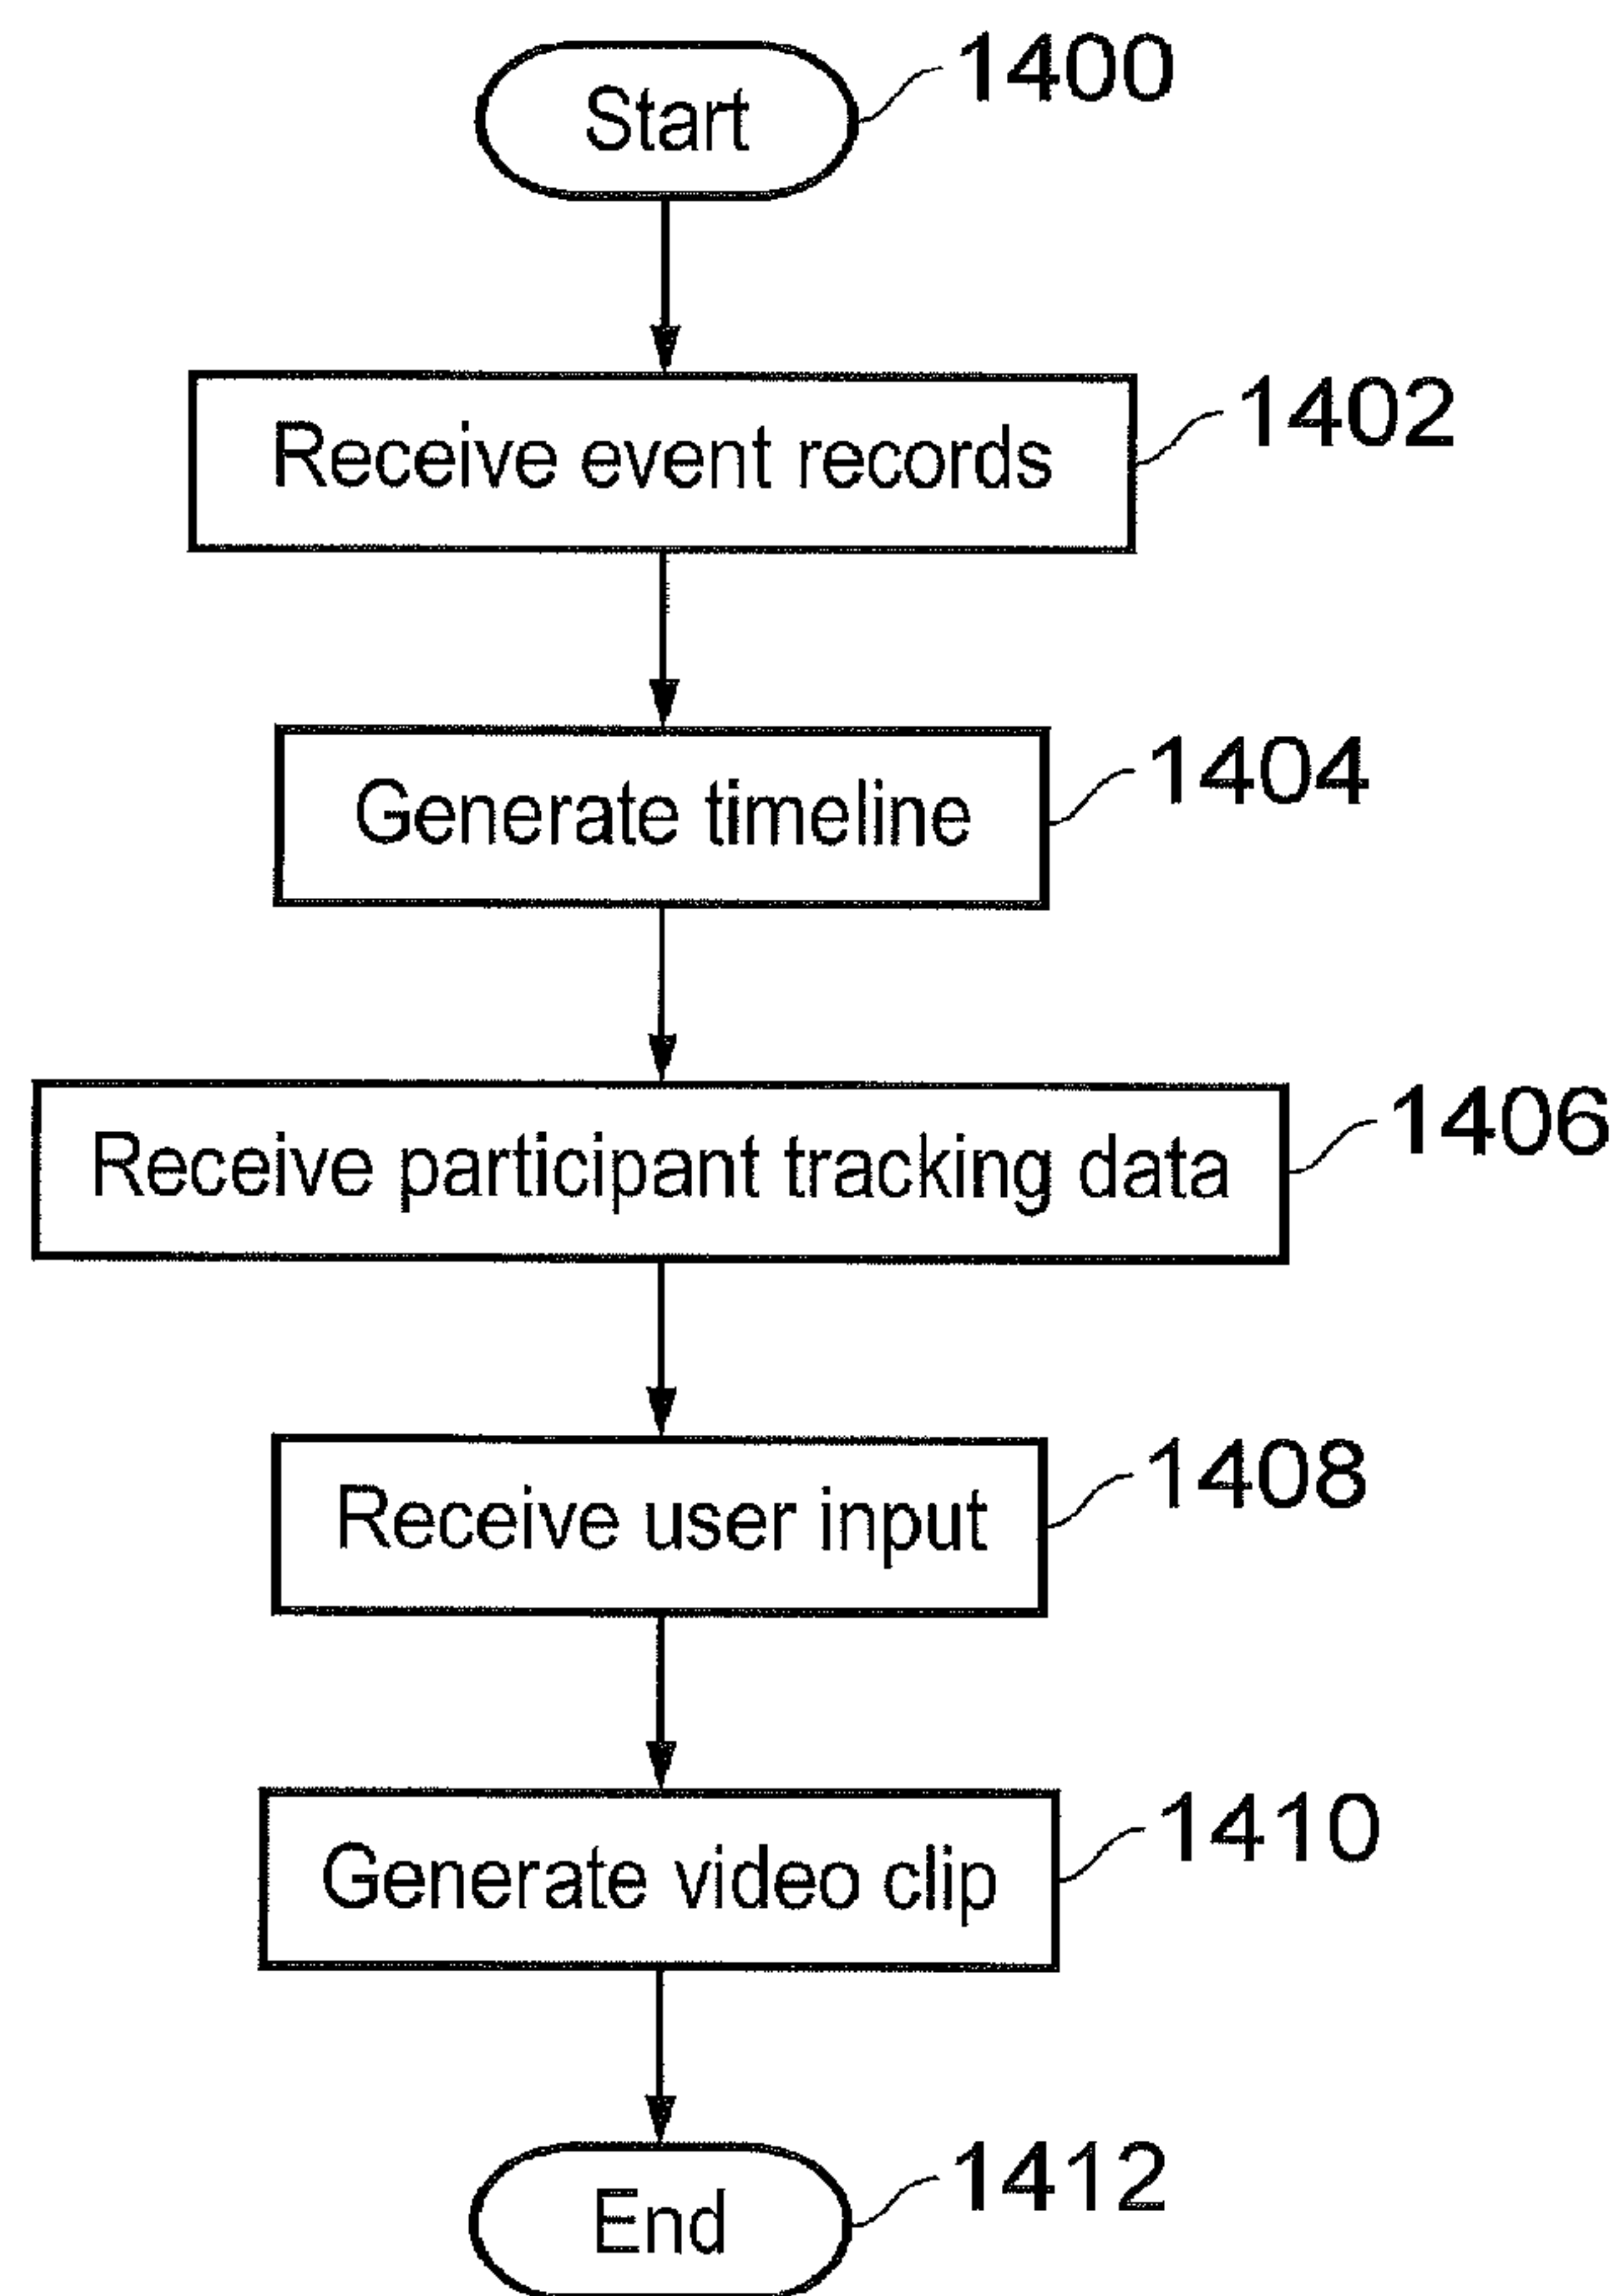 Start
1400
Receive event records
1402
Generate timeline
1404
Receive participant tracking data
1406
Receive user input
1408
Generate video clip
1410
End
1412